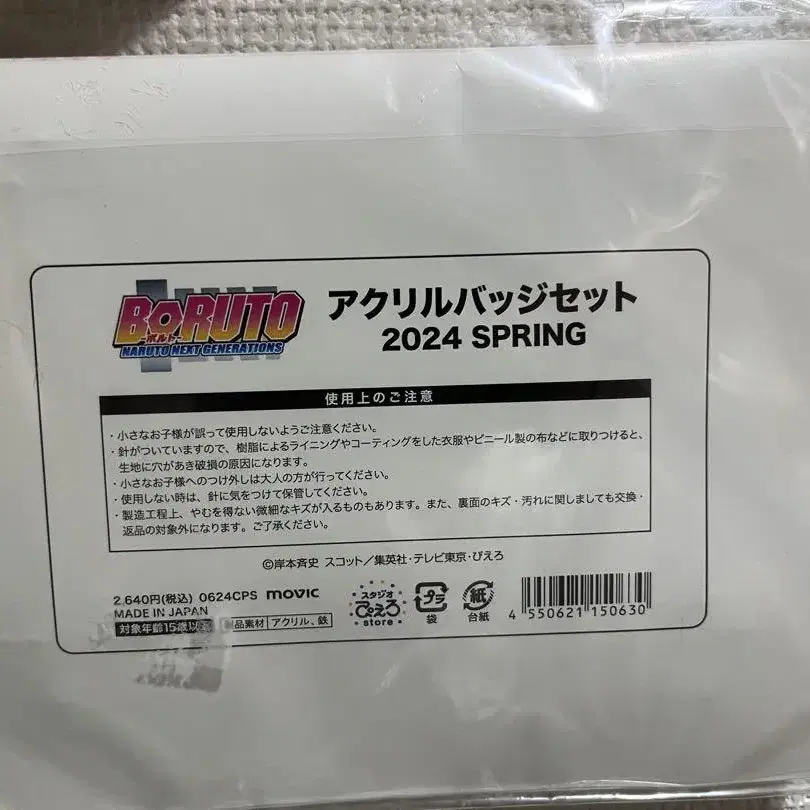 BORUTO
-ボルト-
NARUTO NEXT GENERATIONS
アクリルバッジセット
2024 SPRING
使用上のご注意
・小さなお子様が誤って使用しないようご注意ください。
・針がついていますので、樹脂によるライニングやコーティングをした衣服やビニール製の布などに取りつけると、
生地に穴があき破損の原因になります。
・小さなお子様へのつけ外しは大人の方が行ってください。
・使用しない時は、針に気をつけて保管してください。
・製造工程上、やむを得ない微細なキズが入るものもあります。また、裏面のキズ・汚れに関しましても交換・
返品の対象外になります。ご了承ください。
©岸本斉史 スコット／集英社・テレビ東京・ぴえろ
2,640円(税込) 0624CPS movic
MADE IN JAPAN
対象年齢15歳以上 製品素材 アクリル、鉄
スタジオ
ぴえろ
store
プラ
袋
紙
台紙
4 550621 150630